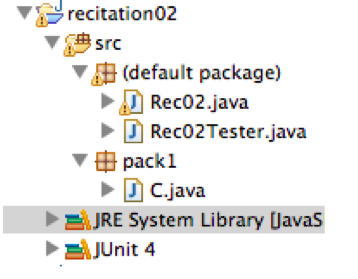 recitation02
src
(default package)
Rec02.java
Rec02Tester.java
pack1
C.java
JRE System Library [JavaS
JUnit 4